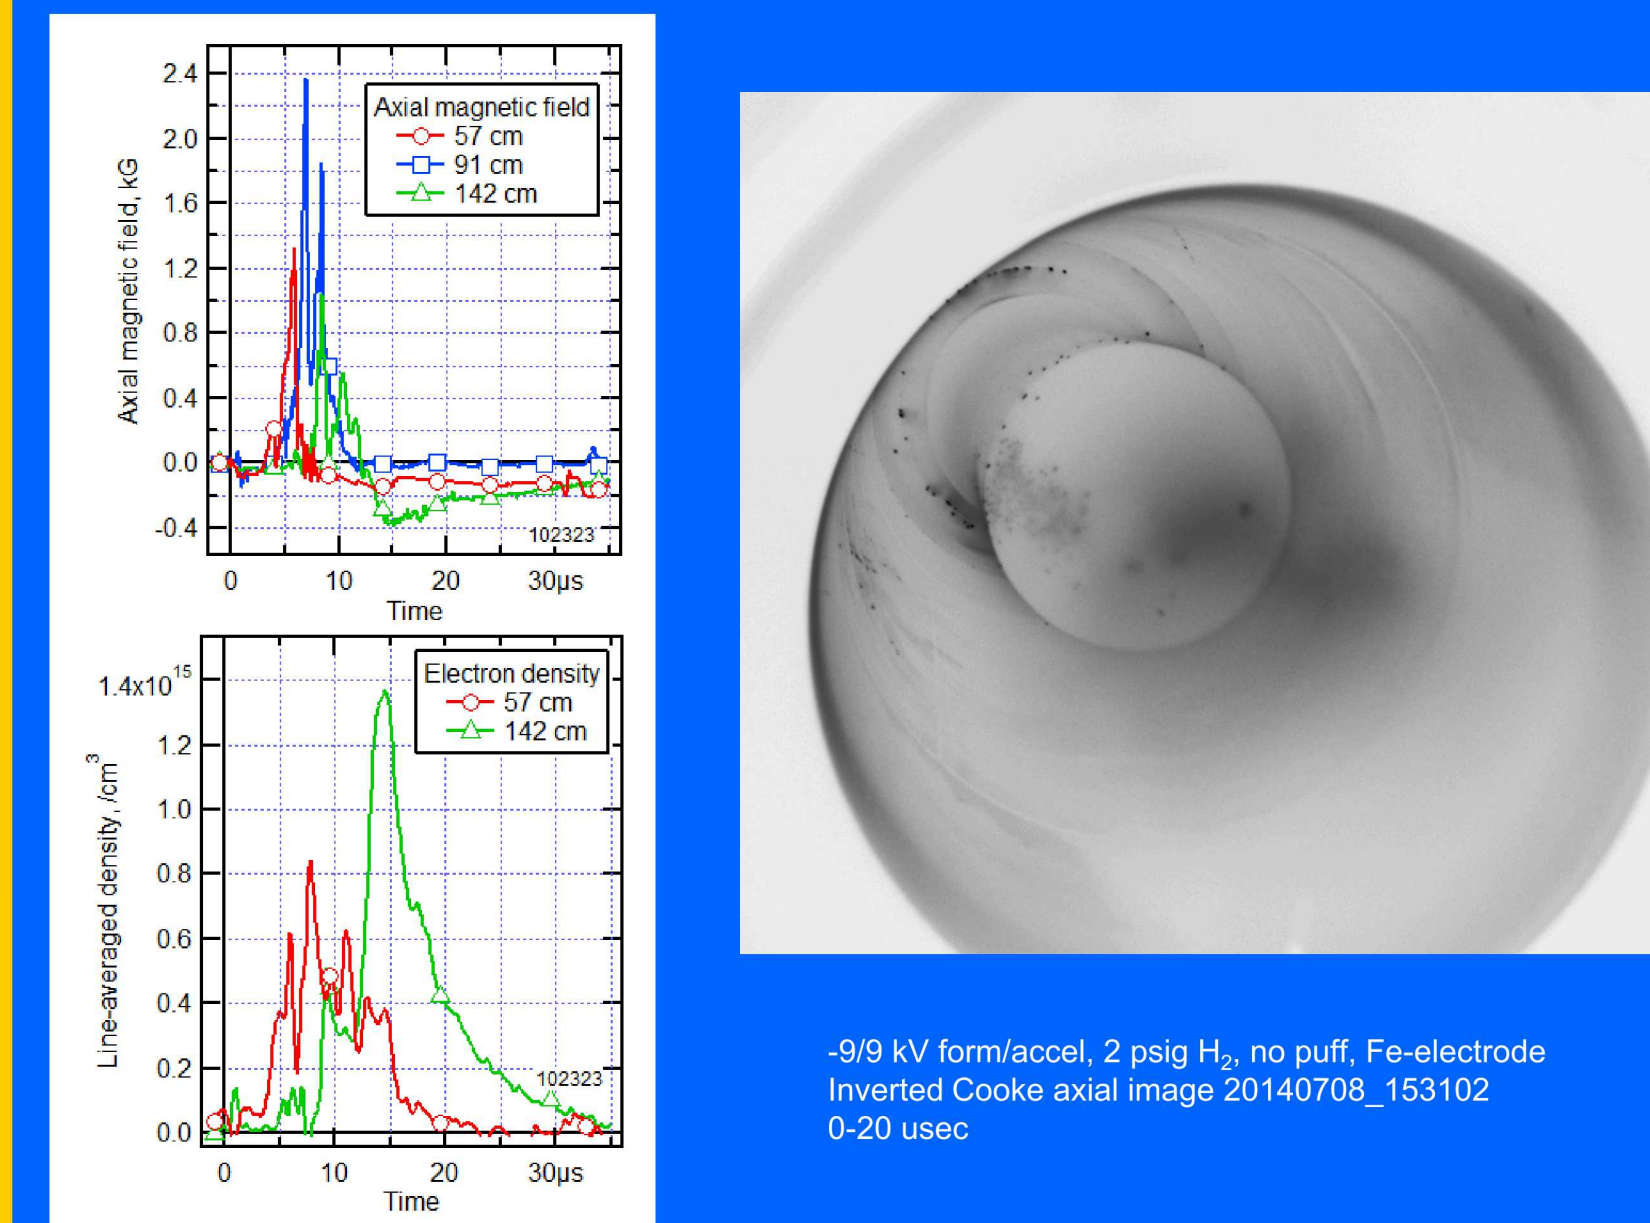 2.4
2.0
1.6
1.2
0.8
0.4
0.0
-0.4
Axial magnetic field, kG
Axial magnetic field
57 cm
91 cm
142 cm
102323
0 10 20 30µs
Time
1.4x10¹⁵
1.2
1.0
0.8
0.6
0.4
0.2
0.0
Line-averaged density, /cm³
Electron density
57 cm
142 cm
102323
0 10 20 30µs
Time
-9/9 kV form/accel, 2 psig H₂, no puff, Fe-electrode
Inverted Cooke axial image 20140708_153102
0-20 usec